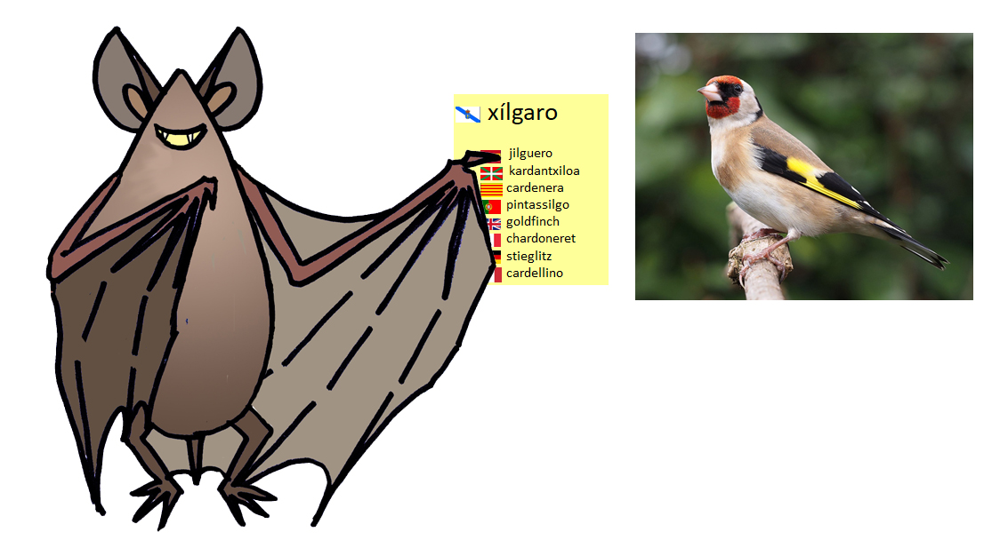 xílgaro
jilguero
kardantxiloa
cardenera
pintassilgo
goldfinch
chardoneret
stieglitz
cardellino